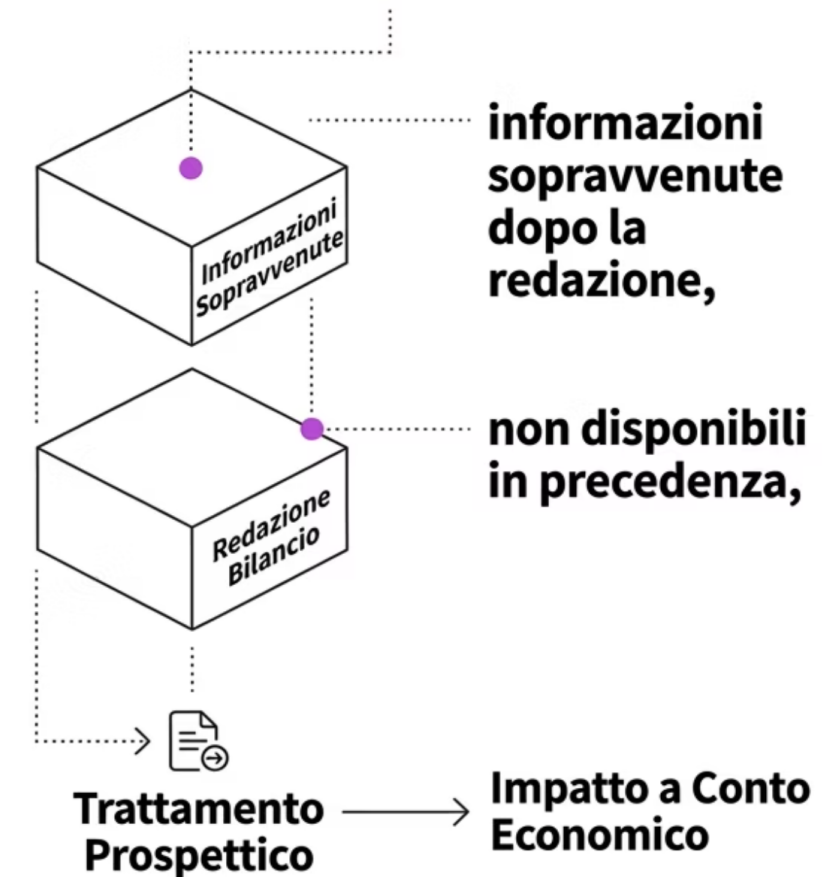 informazioni
sopravvenute
dopo la
redazione,
Informazioni
Sopravvenute
non disponibili
in precedenza,
Redazione
Bilancio
Trattamento
Prospettico
Impatto a Conto
Economico